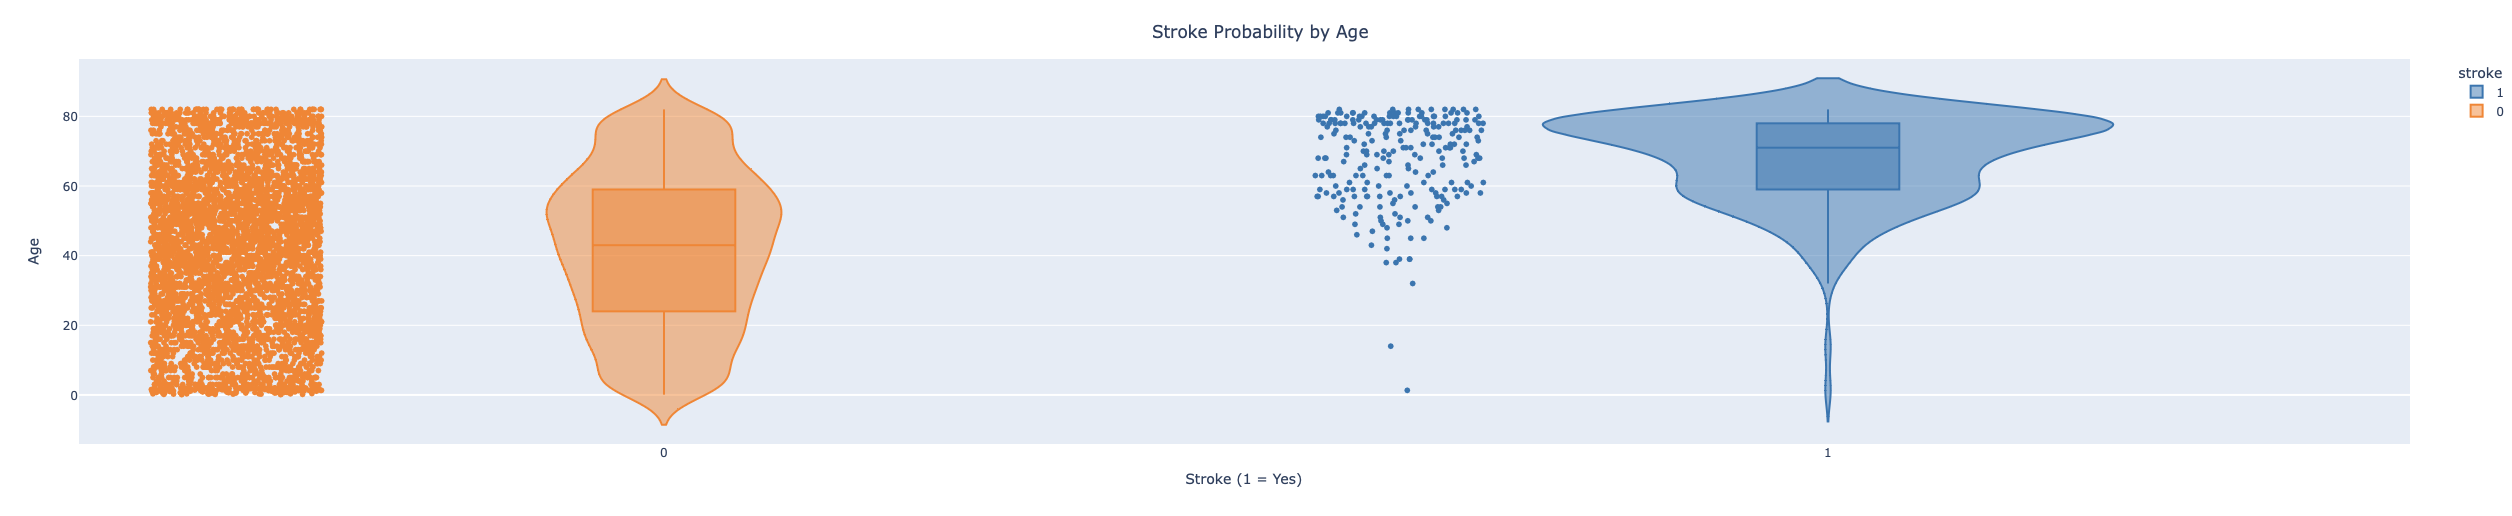 Stroke Probability by Age
stroke
1
0
Age
80
60
40
20
0
0
1
Stroke (1 = Yes)